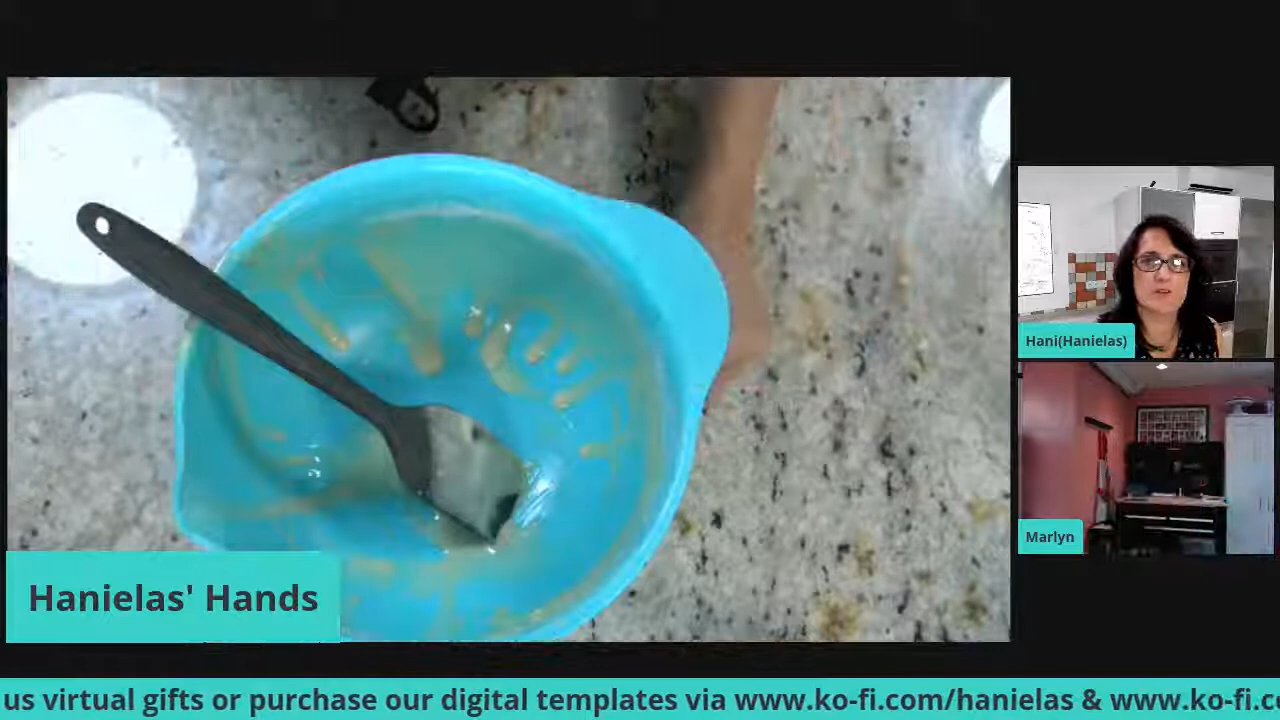 Hani(Hanielas)
Marlyn
Hanielas' Hands
us virtual gifts or purchase our digital templates via www.ko-fi.com/hanielas & www.ko-fi.c